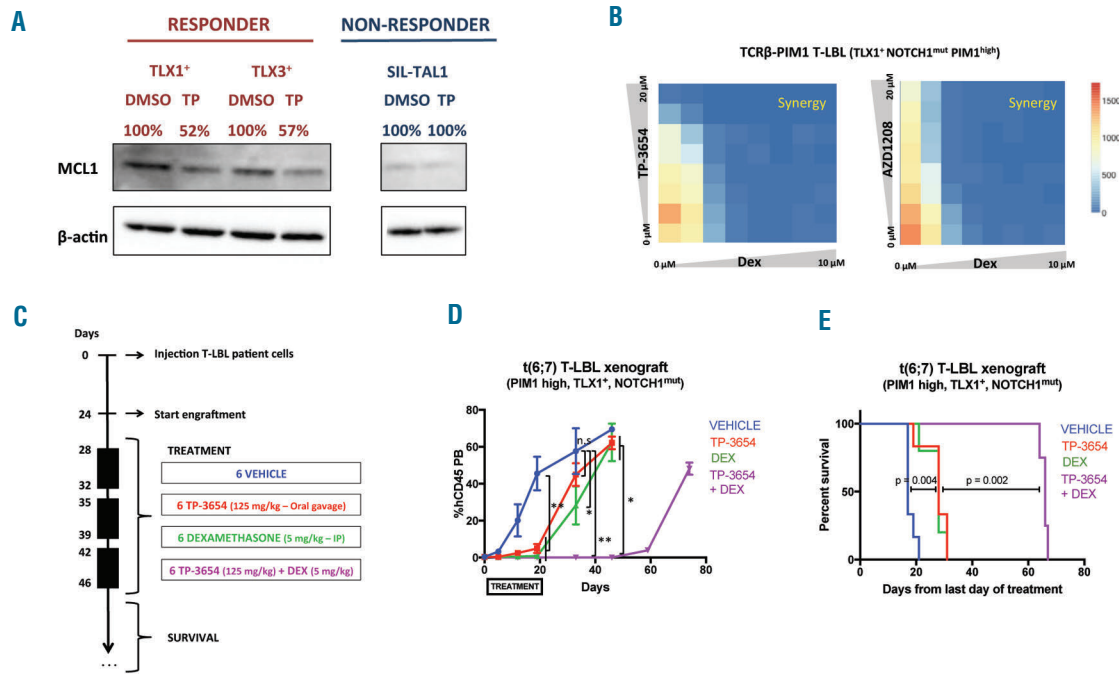 A
RESPONDER
NON-RESPONDER
TLX1+
TLX3+
SIL-TAL1
DMSO TP DMSO TP
DMSO TP
100% 52% 100% 57%
100% 100%
MCL1
β-actin
B
TCRβ-PIM1 T-LBL (TLX1+ NOTCH1mut PIM1high)
20 µM
TP-3654
0 µM
Synergy
0 µM
Dex
10 µM
20 µM
AZD1208
0 µM
Synergy
0 µM
Dex
10 µM
1500
1000
500
0
C
Days
0
Injection T-LBL patient cells
24
Start engraftment
28
32
35
39
42
46
TREATMENT
6 VEHICLE
6 TP-3654 (125 mg/kg – Oral gavage)
6 DEXAMETHASONE (5 mg/kg – IP)
6 TP-3654 (125 mg/kg) + DEX (5 mg/kg)
SURVIVAL
...
D
t(6;7) T-LBL xenograft
(PIM1 high, TLX1+, NOTCH1mut)
%hCD45 PB
80
60
40
20
0
n.s
**
*
**
*
0 20 40 60 80
TREATMENT
Days
VEHICLE
TP-3654
DEX
TP-3654
+ DEX
E
t(6;7) T-LBL xenograft
(PIM1 high, TLX1+, NOTCH1mut)
Percent survival
100
50
0
p = 0.004
p = 0.002
0 20 40 60 80
Days from last day of treatment
VEHICLE
TP-3654
DEX
TP-3654
+ DEX